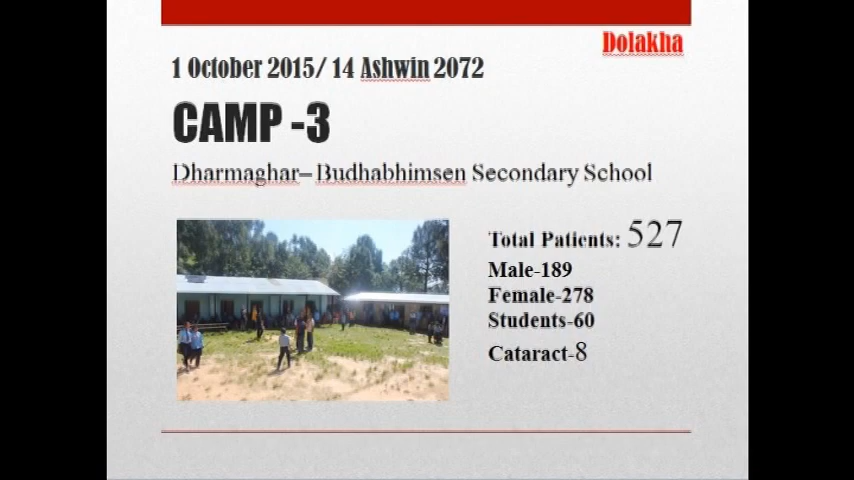 Dolakha
1 October 2015/ 14 Ashwin 2072
CAMP -3
Dharmaghar– Budhabhimsen Secondary School
Total Patients: 527
Male-189
Female-278
Students-60
Cataract-8